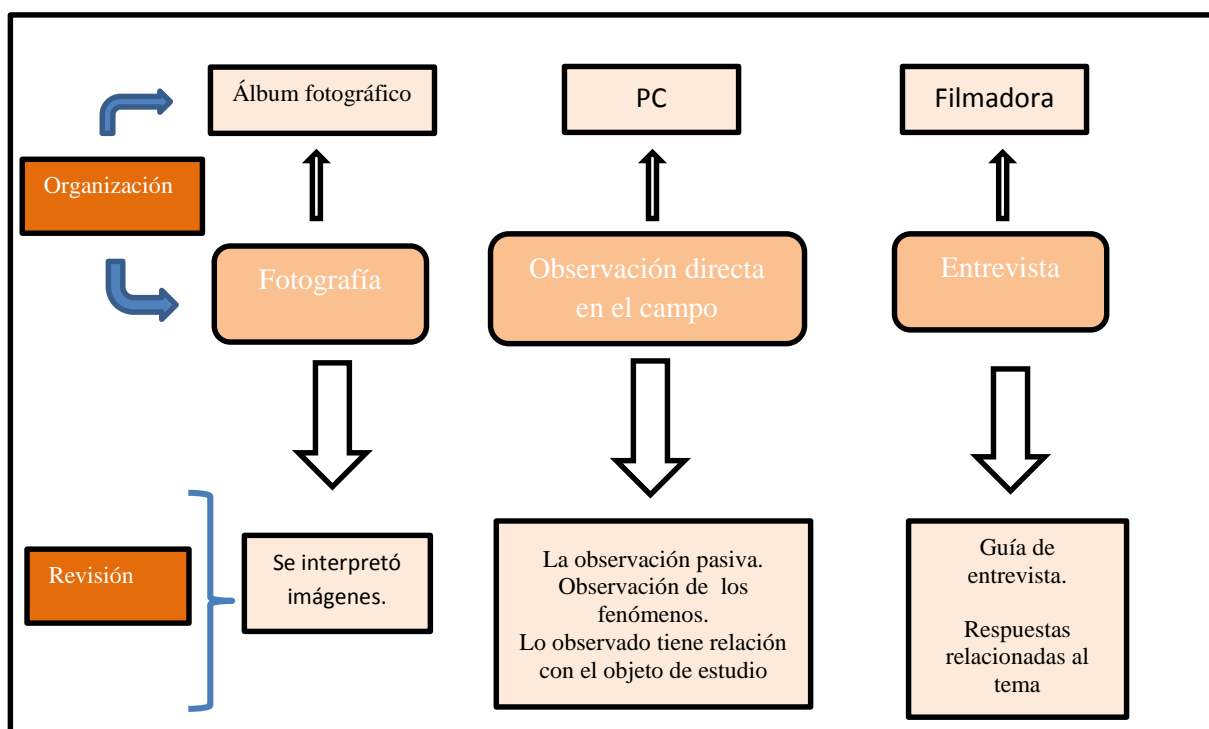 Álbum fotográfico
PC
Filmadora
Organización
Fotografía
Observación directa
en el campo
Entrevista
Revisión
Se interpretó
imágenes.
La observación pasiva.
Observación de los
fenómenos.
Lo observado tiene relación
con el objeto de estudio
Guía de
entrevista.
Respuestas
relacionadas al
tema